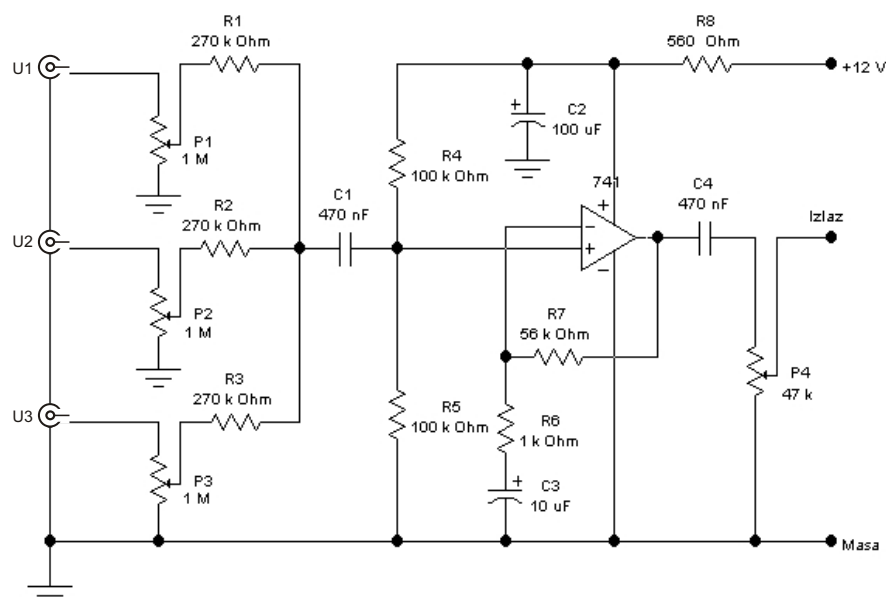 R1
270 k Ohm
R8
560 Ohm
U1
+12 V
C2
100 uF
P1
1 M
R4
100 k Ohm
741
C1
470 nF
C4
470 nF
R2
270 k Ohm
Izlaz
U2
+
−
+
−
P2
1 M
R7
56 k Ohm
P4
47 k
R3
270 k Ohm
U3
R5
100 k Ohm
R6
1 k Ohm
P3
1 M
+
C3
10 uF
+
Masa